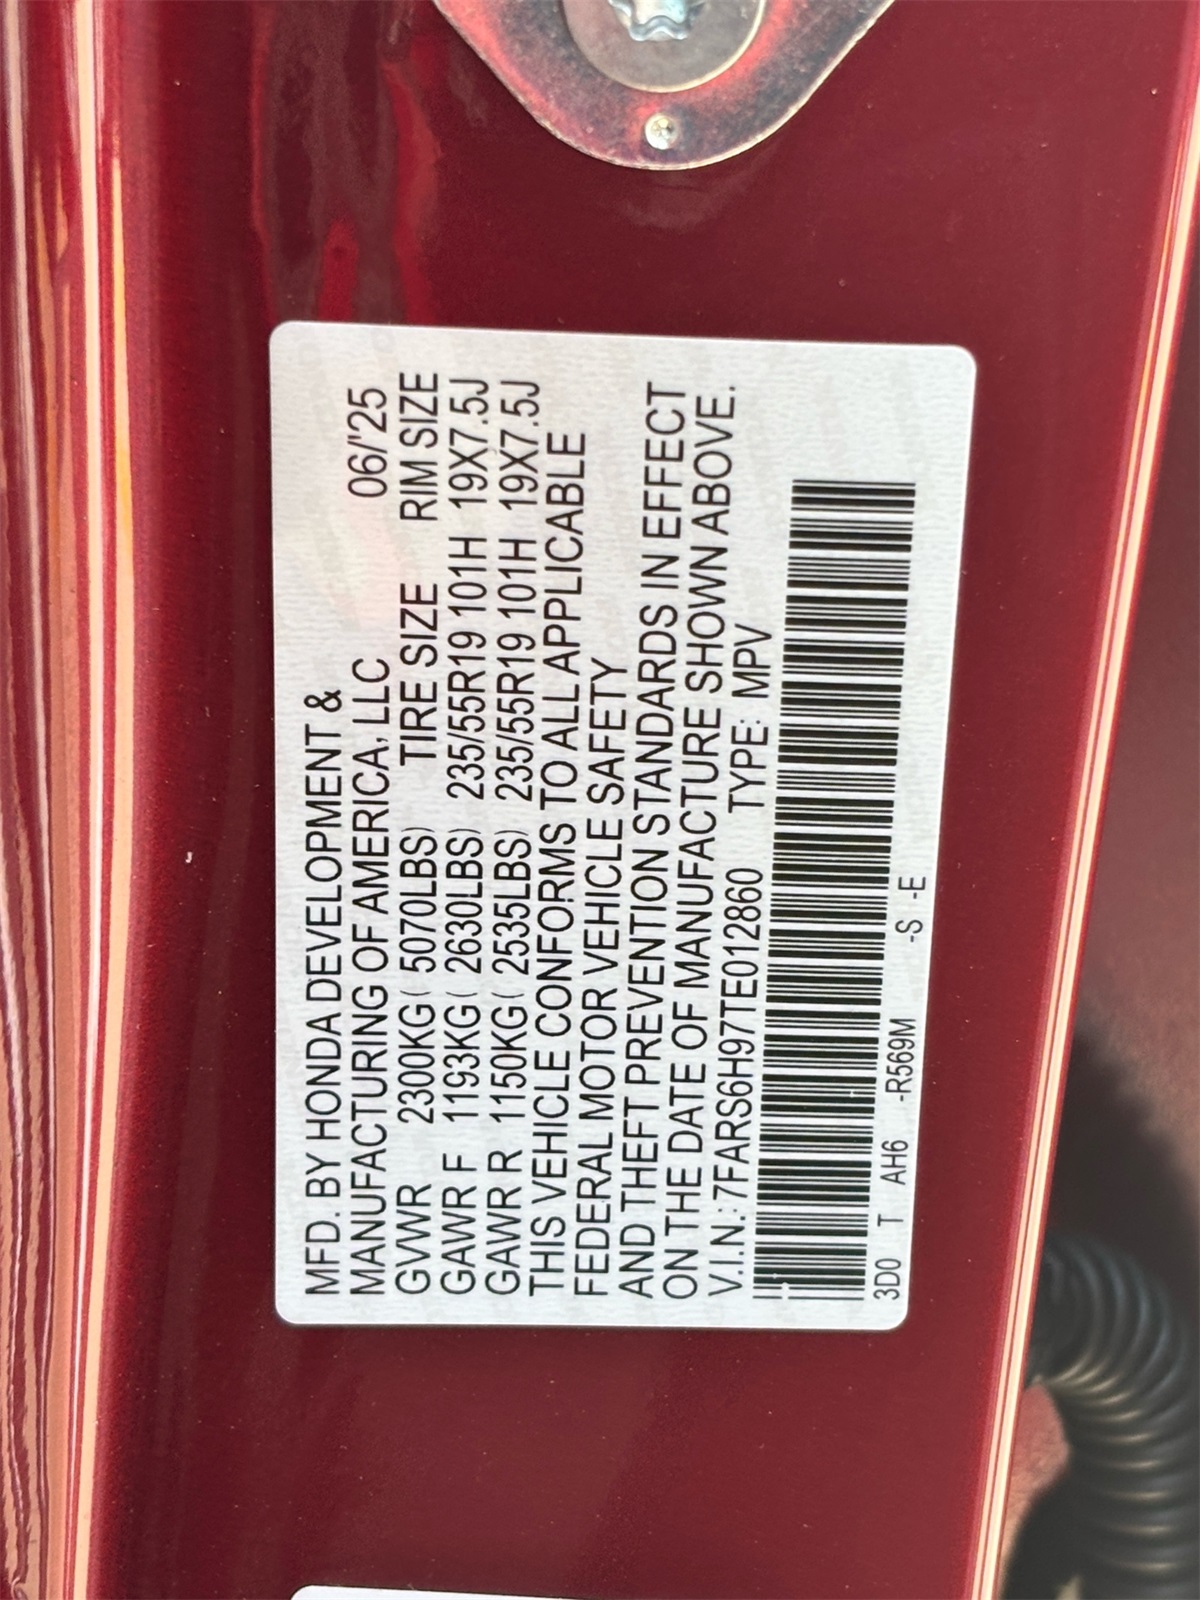 MFD. BY HONDA DEVELOPMENT &
MANUFACTURING OF AMERICA, LLC 06/'25
GVWR 2300KG( 5070LBS) TIRE SIZE RIM SIZE
GAWR F 1193KG( 2630LBS) 235/55R19 101H 19X7.5J
GAWR R 1150KG( 2535LBS) 235/55R19 101H 19X7.5J
THIS VEHICLE CONFORMS TO ALL APPLICABLE
FEDERAL MOTOR VEHICLE SAFETY
AND THEFT PREVENTION STANDARDS IN EFFECT
ON THE DATE OF MANUFACTURE SHOWN ABOVE.
V.I.N.:7FARS6H97TE012860 TYPE: MPV
3D0 T AH6 -R569M -S -E